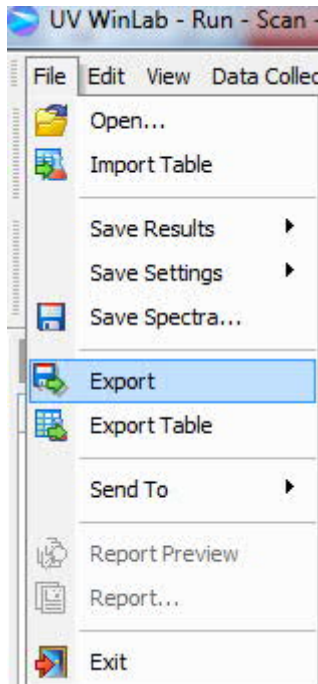 UV WinLab - Run - Scan -
File Edit View Data Collec
Open...
Import Table
Save Results
Save Settings
Save Spectra...
Export
Export Table
Send To
Report Preview
Report...
Exit